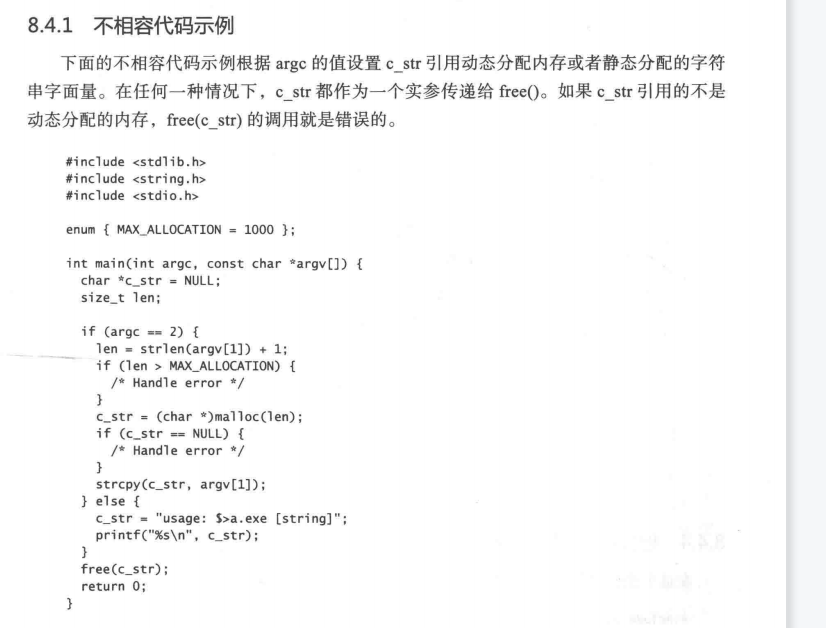 8.4.1 不相容代码示例
下面的不相容代码示例根据 argc 的值设置 c_str 引用动态分配内存或者静态分配的字符
串字面量。在任何一种情况下，c_str 都作为一个实参传递给 free()。如果 c_str 引用的不是
动态分配的内存，free(c_str) 的调用就是错误的。
#include <stdlib.h>
#include <string.h>
#include <stdio.h>
enum { MAX_ALLOCATION = 1000 };
int main(int argc, const char *argv[]) {
  char *c_str = NULL;
  size_t len;
  if (argc == 2) {
    len = strlen(argv[1]) + 1;
    if (len > MAX_ALLOCATION) {
      /* Handle error */
    }
    c_str = (char *)malloc(len);
    if (c_str == NULL) {
      /* Handle error */
    }
    strcpy(c_str, argv[1]);
  } else {
    c_str = "usage: $>a.exe [string]";
    printf("%s\n", c_str);
  }
  free(c_str);
  return 0;
}